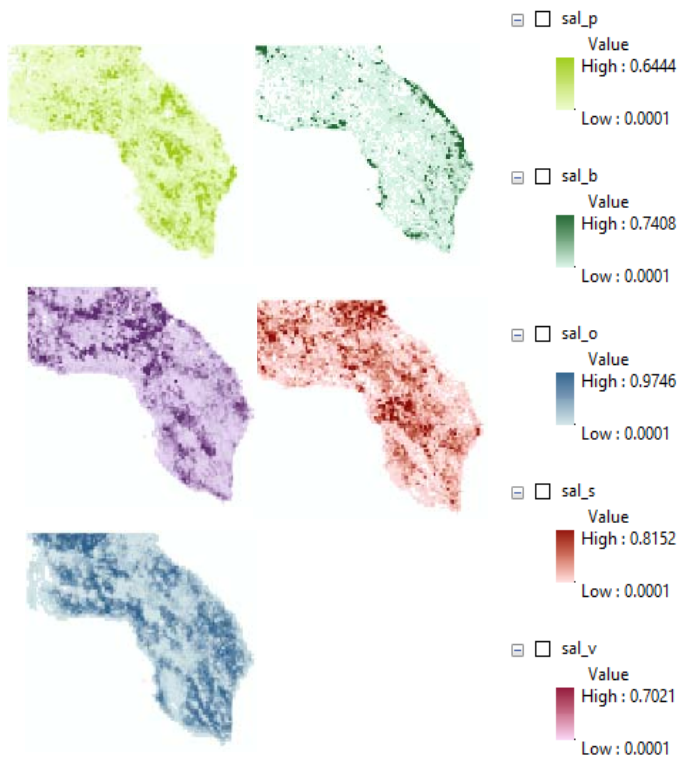 sal_p
Value
High : 0.6444
Low : 0.0001
sal_b
Value
High : 0.7408
Low : 0.0001
sal_o
Value
High : 0.9746
Low : 0.0001
sal_s
Value
High : 0.8152
Low : 0.0001
sal_v
Value
High : 0.7021
Low : 0.0001